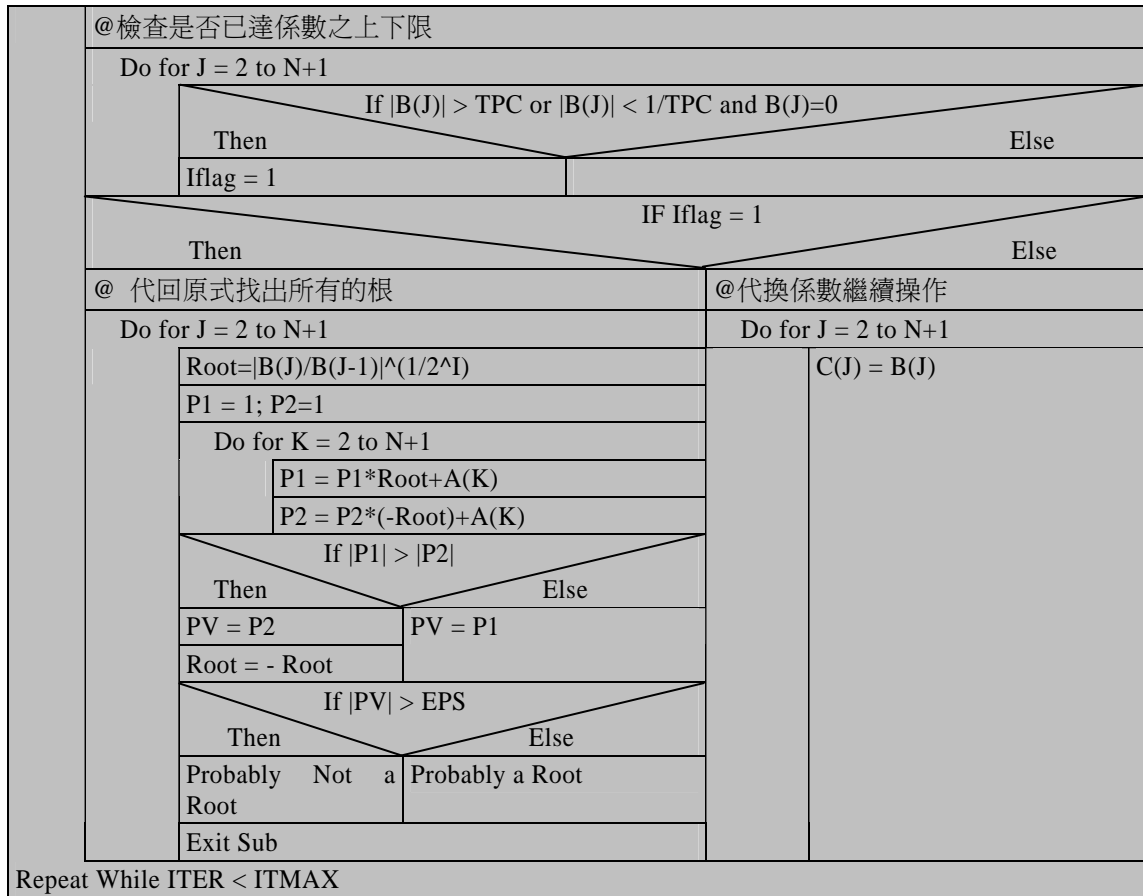 @檢查是否已達係數之上下限
Do for J = 2 to N+1
If |B(J)| > TPC or |B(J)| < 1/TPC and B(J)=0
Then Else
Iflag = 1
IF Iflag = 1
Then Else
@ 代回原式找出所有的根
@代換係數繼續操作
Do for J = 2 to N+1
Do for J = 2 to N+1
Root=|B(J)/B(J-1)|^(1/2^I)
C(J) = B(J)
P1 = 1; P2=1
Do for K = 2 to N+1
P1 = P1*Root+A(K)
P2 = P2*(-Root)+A(K)
If |P1| > |P2|
Then Else
PV = P2
PV = P1
Root = - Root
If |PV| > EPS
Then Else
Probably Not a
Root
Probably a Root
Exit Sub
Repeat While ITER < ITMAX